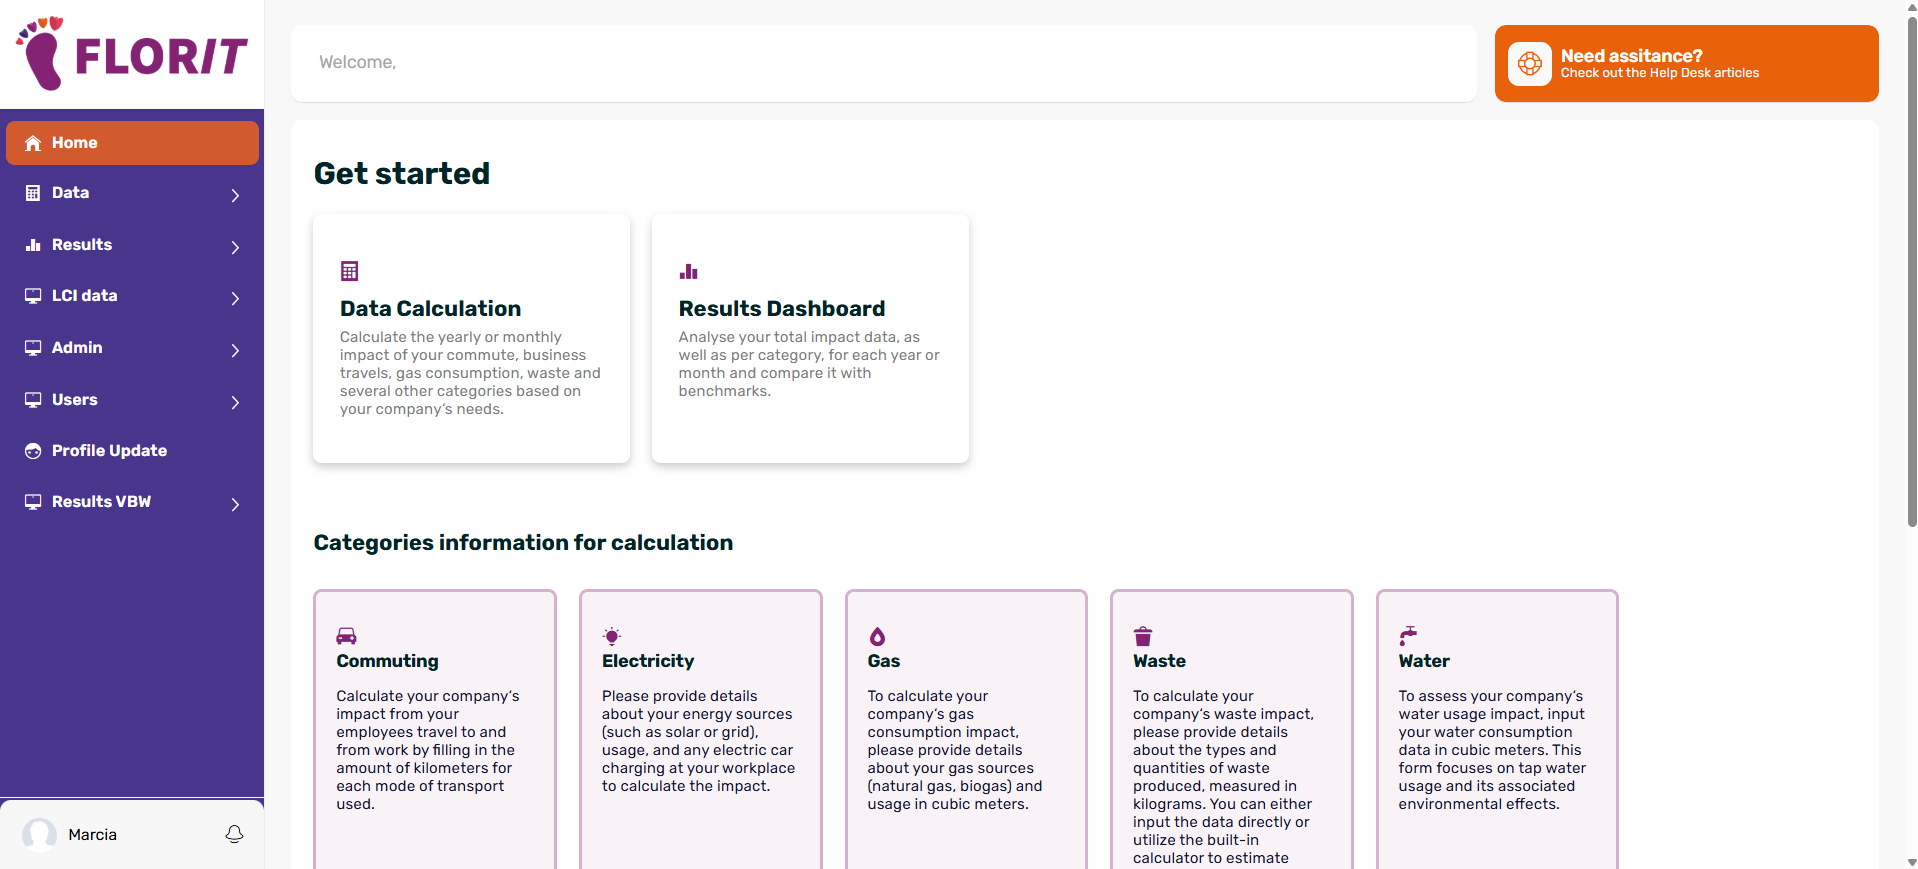 FLORIT
Home
Data
Results
LCI data
Admin
Users
Profile Update
Results VBW
Marcia
Welcome,
Need assitance?
Check out the Help Desk articles
Get started
Data Calculation
Calculate the yearly or monthly
impact of your commute, business
travels, gas consumption, waste and
several other categories based on
your company's needs.
Results Dashboard
Analyse your total impact data, as
well as per category, for each year or
month and compare it with
benchmarks.
Categories information for calculation
Commuting
Calculate your company's
impact from your
employees travel to and
from work by filling in the
amount of kilometers for
each mode of transport
used.
Electricity
Please provide details
about your energy sources
(such as solar or grid),
usage, and any electric car
charging at your workplace
to calculate the impact.
Gas
To calculate your
company's gas
consumption impact,
please provide details
about your gas sources
(natural gas, biogas) and
usage in cubic meters.
Waste
To calculate your
company's waste impact,
please provide details
about the types and
quantities of waste
produced, measured in
kilograms. You can either
input the data directly or
utilize the built-in
calculator to estimate
Water
To assess your company's
water usage impact, input
your water consumption
data in cubic meters. This
form focuses on tap water
usage and its associated
environmental effects.